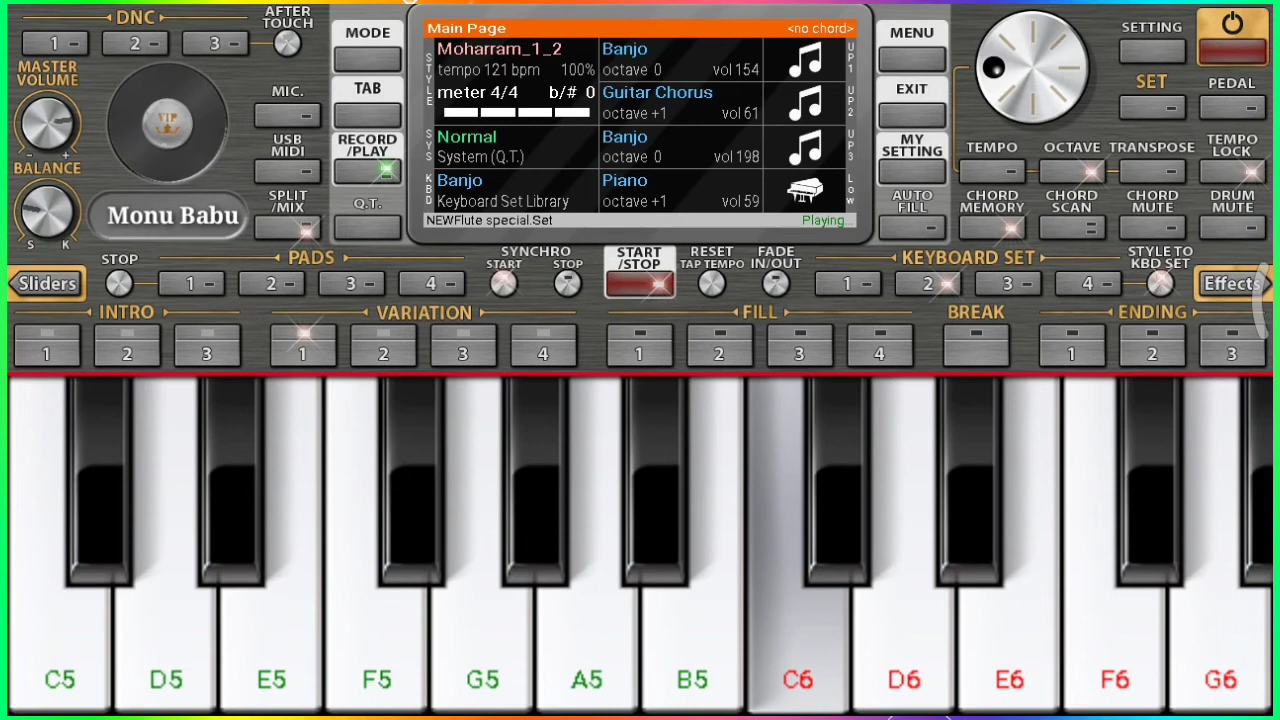 DNC
1 2 3
AFTER
TOUCH
MASTER
VOLUME
- +
BALANCE
S K
VIP
Monu Babu
MIC.
USB
MIDI
SPLIT
/MIX
MODE
TAB
RECORD
/PLAY
Q.T.
Main Page <no chord>
STYLE
Moharram_1_2
tempo 121 bpm 100%
meter 4/4 b/# 0
SYS
Normal
System (Q.T.)
KBD
Banjo
Keyboard Set Library
Banjo
octave 0 vol 154
UP1
Guitar Chorus
octave +1 vol 61
UP2
Banjo
octave 0 vol 198
UP3
Piano
octave +1 vol 59
Low
NEWFlute special.Set Playing...
MENU
EXIT
MY
SETTING
AUTO
FILL
SETTING
SET
PEDAL
TEMPO OCTAVE TRANSPOSE
TEMPO
LOCK
CHORD
MEMORY
CHORD
SCAN
CHORD
MUTE
DRUM
MUTE
Sliders
STOP
PADS
1 2 3 4
SYNCHRO
START STOP
START
/STOP
RESET
TAP TEMPO
FADE
IN/OUT
KEYBOARD SET
1 2 3 4
STYLE TO
KBD SET
Effects
INTRO
1 2 3
VARIATION
1 2 3 4
FILL
1 2 3 4
BREAK
ENDING
1 2 3
C5 D5 E5 F5 G5 A5 B5 C6 D6 E6 F6 G6